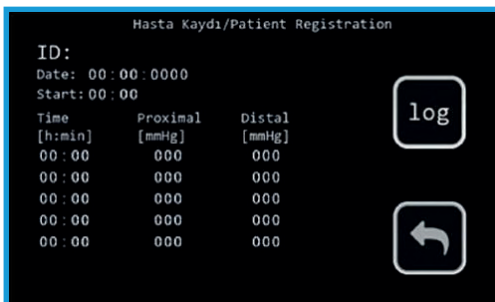 Hasta Kaydı/Patient Registration
ID:
Date: 00:00:0000
Start:00:00
Time Proximal Distal
[h:min] [mmHg] [mmHg]
00:00 000 000
00:00 000 000
00:00 000 000
00:00 000 000
00:00 000 000
log